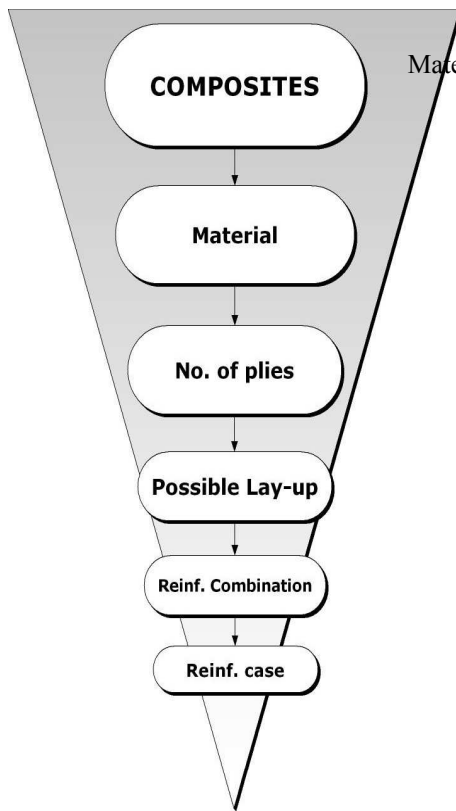 COMPOSITES
Material
No. of plies
Possible Lay-up
Reinf. Combination
Reinf. case